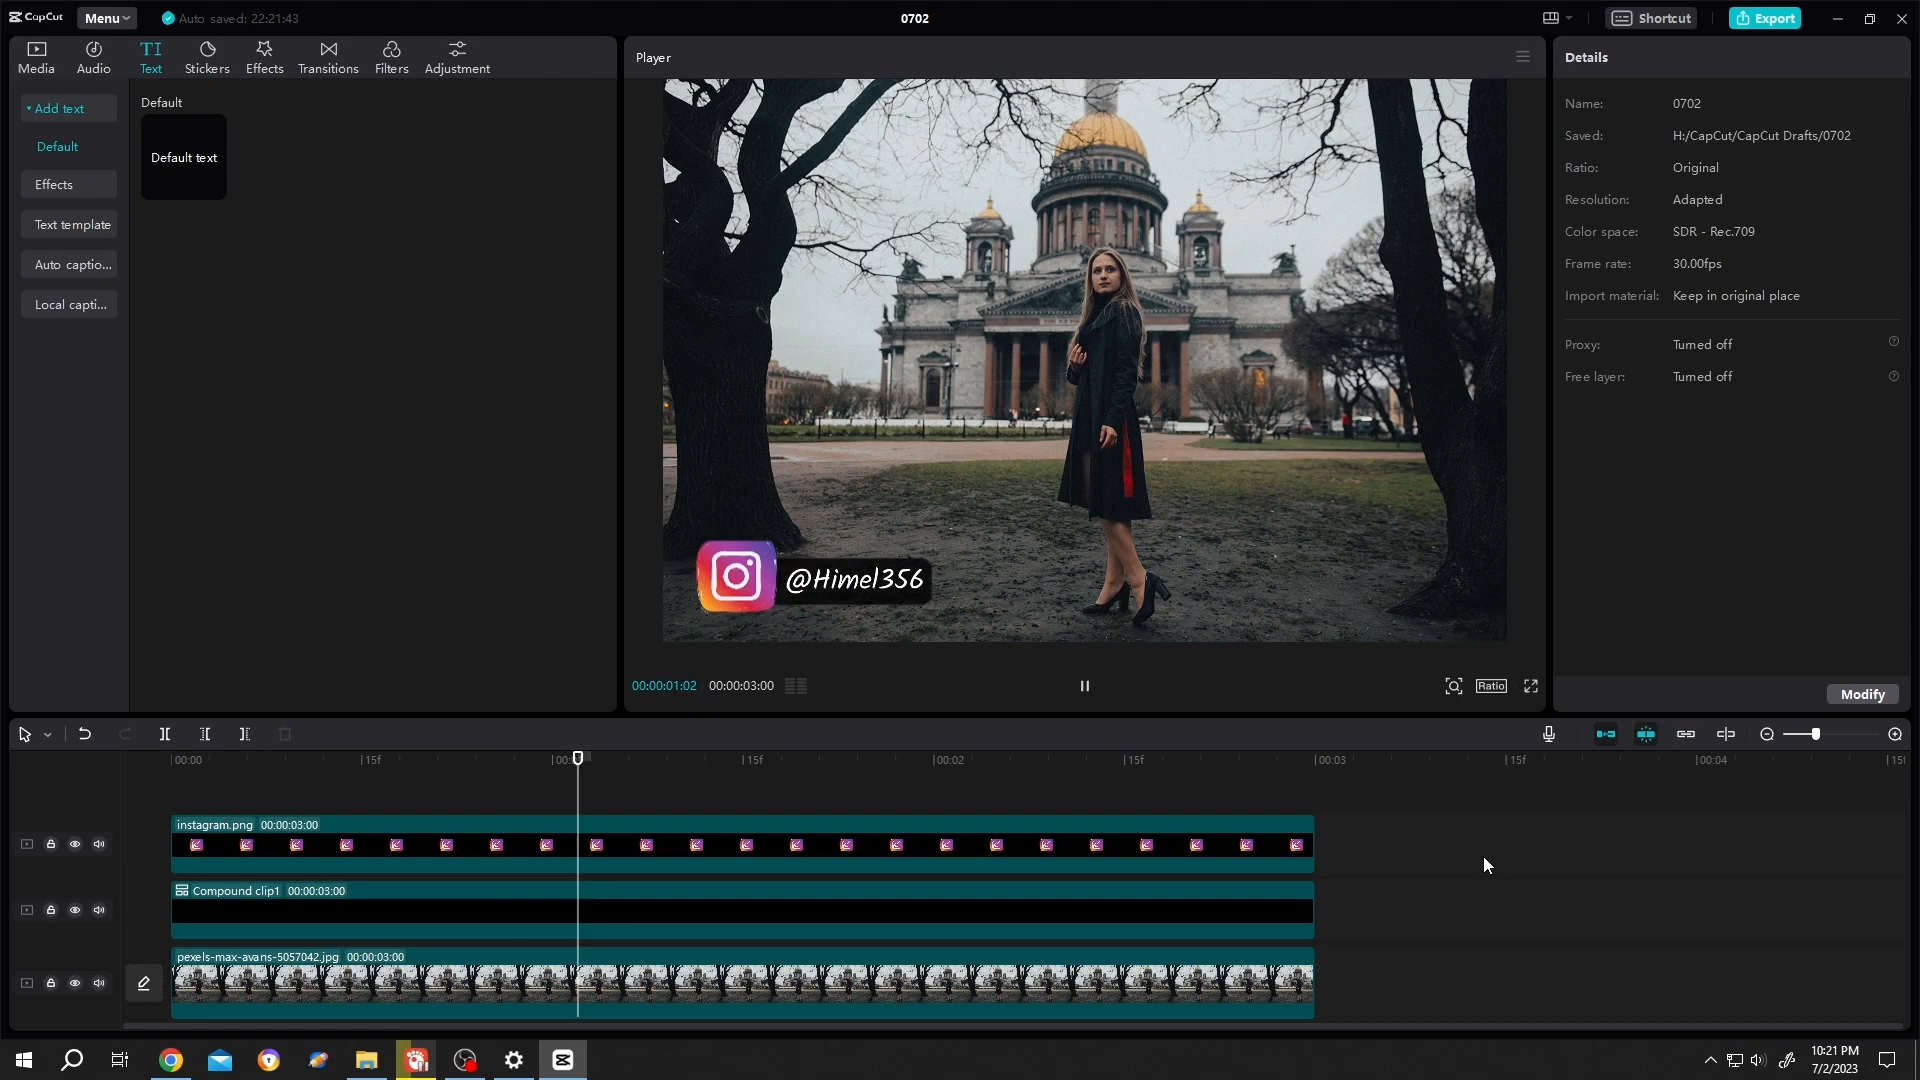 CapCut
Menu
Auto saved: 22:21:43
0702
Shortcut
Export
Media
Audio
TI
Text
Stickers
Effects
Transitions
Filters
Adjustment
Add text
Default
Effects
Text template
Auto captio...
Local capti...
Default
Default text
Player
@Himel356
00:00:01:02
00:00:03:00
Ratio
Details
Name: 0702
Saved: H:/CapCut/CapCut Drafts/0702
Ratio: Original
Resolution: Adapted
Color space: SDR - Rec.709
Frame rate: 30.00fps
Import material: Keep in original place
Proxy: Turned off
Free layer: Turned off
Modify
00:00
15f
00:
15f
00:02
15f
00:03
15f
00:04
15f
instagram.png 00:00:03:00
Compound clip1 00:00:03:00
pexels-max-avans-5057042.jpg 00:00:03:00
10:21 PM
7/2/2023